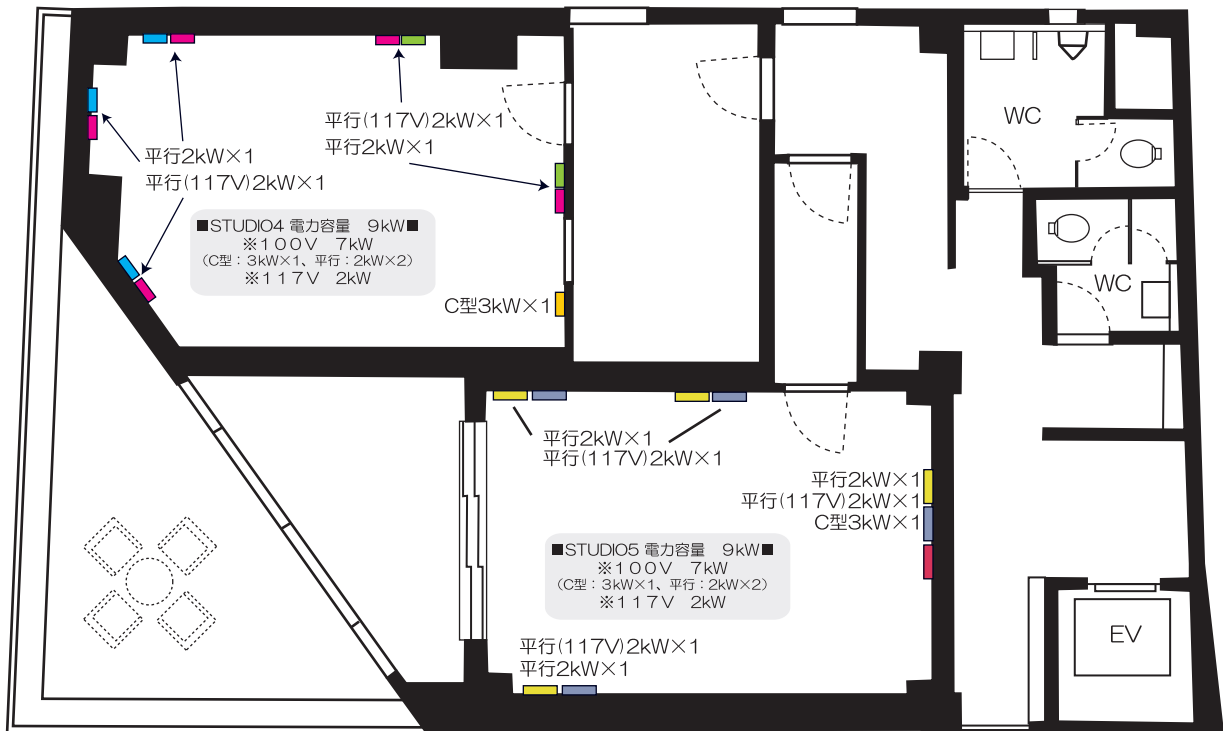 平行(117V)2kW×1
平行2kW×1
平行2kW×1
平行(117V)2kW×1
■STUDIO4 電力容量 9kW■
※100V 7kW
(C型：3kW×1、平行：2kW×2)
※117V 2kW
C型3kW×1
WC
WC
平行2kW×1
平行(117V)2kW×1
平行2kW×1
平行(117V)2kW×1
C型3kW×1
■STUDIO5 電力容量 9kW■
※100V 7kW
(C型：3kW×1、平行：2kW×2)
※117V 2kW
平行(117V)2kW×1
平行2kW×1
EV